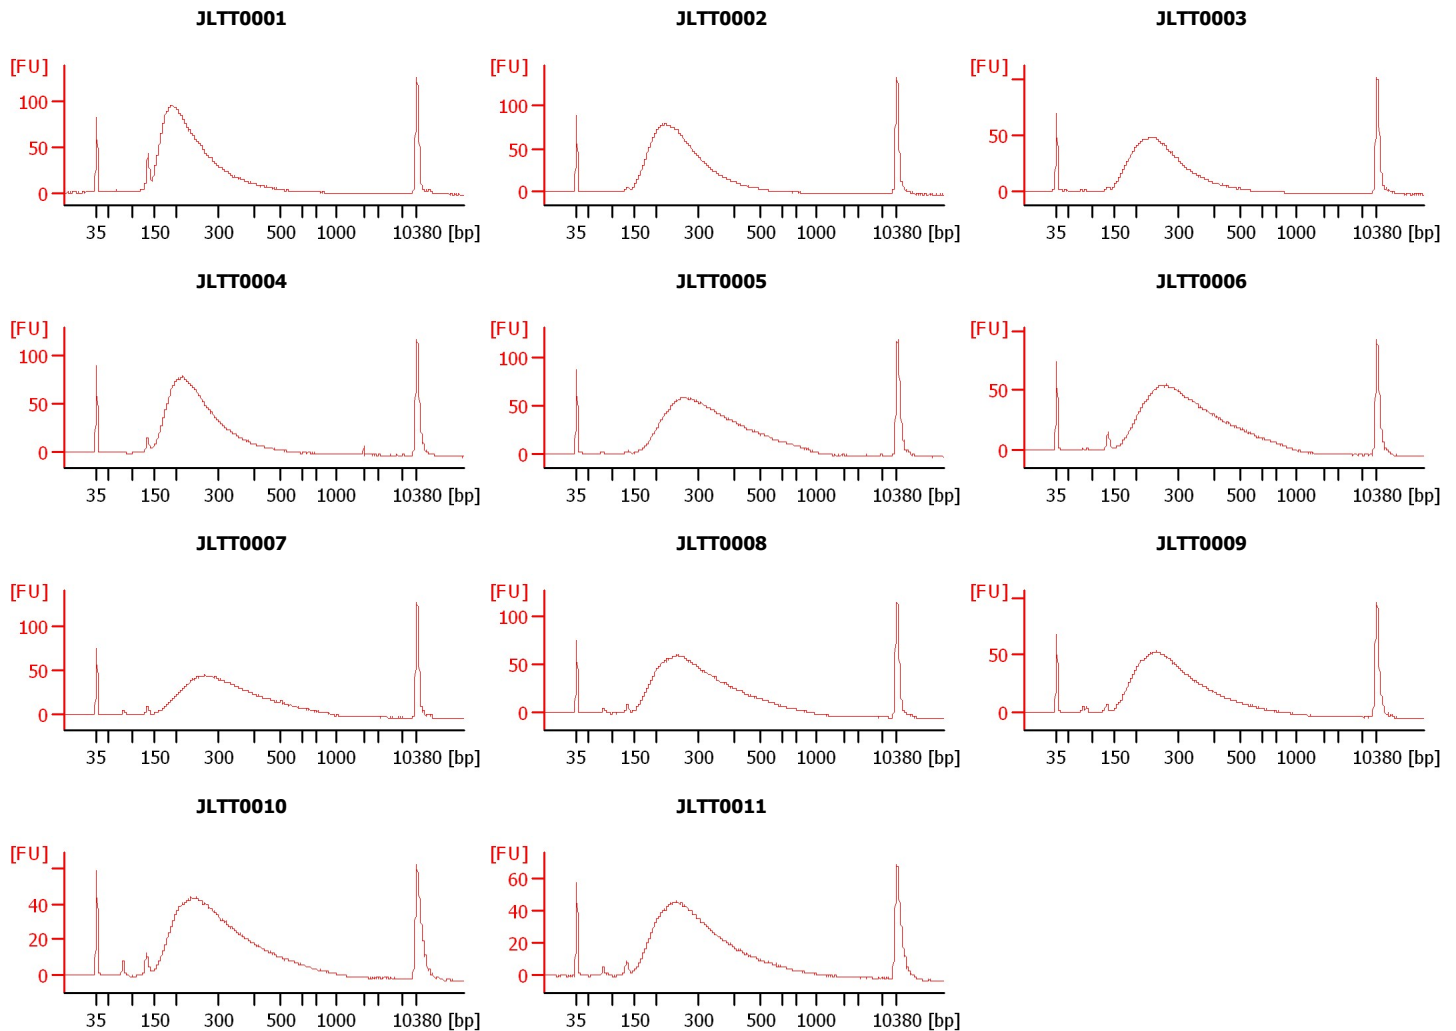 JLTT0001 JLTT0002 JLTT0003
[FU] [FU] [FU]
100 100
50 50 50
0 0 0
35 150 300 500 1000 10380 [bp] 35 150 300 500 1000 10380 [bp] 35 150 300 500 1000 10380 [bp]
JLTT0004 JLTT0005 JLTT0006
[FU] [FU] [FU]
100 100
50 50 50
0 0 0
35 150 300 500 1000 10380 [bp] 35 150 300 500 1000 10380 [bp] 35 150 300 500 1000 10380 [bp]
JLTT0007 JLTT0008 JLTT0009
[FU] [FU] [FU]
100 100
50 50 50
0 0 0
35 150 300 500 1000 10380 [bp] 35 150 300 500 1000 10380 [bp] 35 150 300 500 1000 10380 [bp]
JLTT0010 JLTT0011
[FU] [FU]
60
40 40
20 20
0 0
35 150 300 500 1000 10380 [bp] 35 150 300 500 1000 10380 [bp]